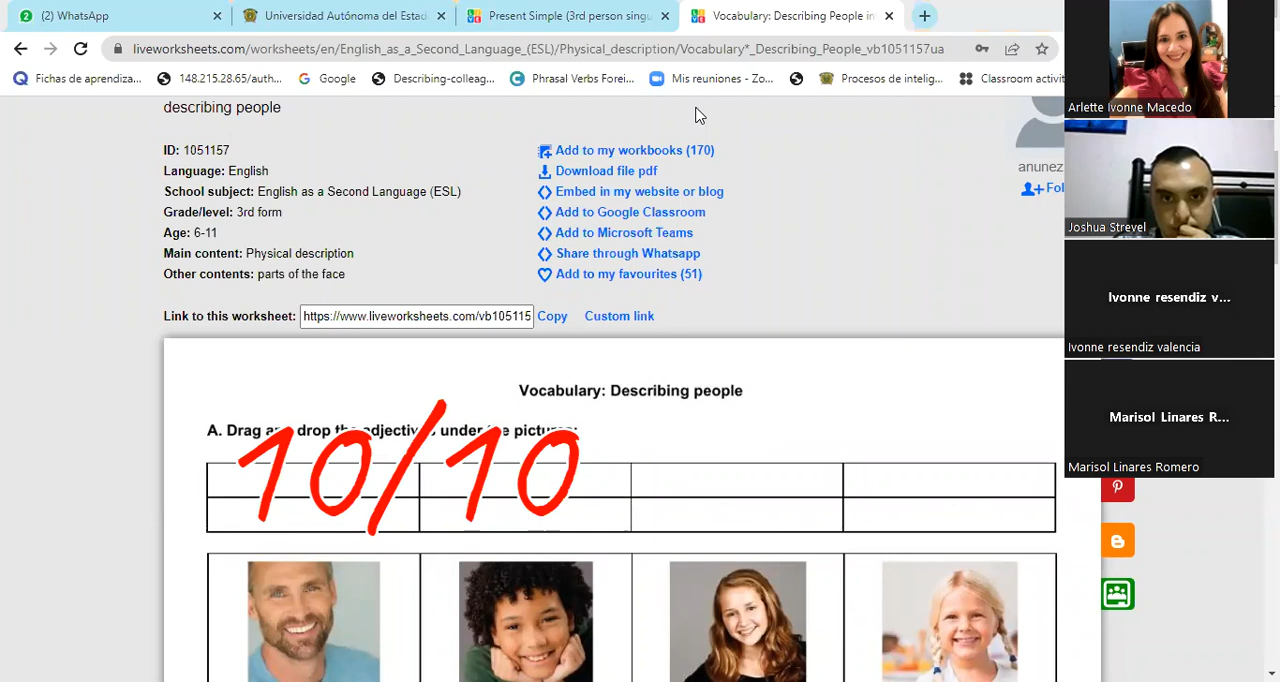 (2) WhatsApp
Universidad Autónoma del Estad
Present Simple (3rd person singu
Vocabulary: Describing People in
liveworksheets.com/worksheets/en/English_as_a_Second_Language_(ESL)/Physical_description/Vocabulary*_Describing_People_vb1051157ua
Fichas de aprendiza...
148.215.28.65/auth...
Google
Describing-colleag...
Phrasal Verbs Forei...
Mis reuniones - Zo...
Procesos de intelig...
Classroom activit
describing people
ID: 1051157
Language: English
School subject: English as a Second Language (ESL)
Grade/level: 3rd form
Age: 6-11
Main content: Physical description
Other contents: parts of the face
Add to my workbooks (170)
Download file pdf
Embed in my website or blog
Add to Google Classroom
Add to Microsoft Teams
Share through Whatsapp
Add to my favourites (51)
anunez
Fol
Link to this worksheet: https://www.liveworksheets.com/vb105115 Copy Custom link
Vocabulary: Describing people
A. Drag and drop the adjectives under the pictures:
10/10
Arlette Ivonne Macedo
Joshua Strevel
Ivonne resendiz v...
Ivonne resendiz valencia
Marisol Linares R...
Marisol Linares Romero